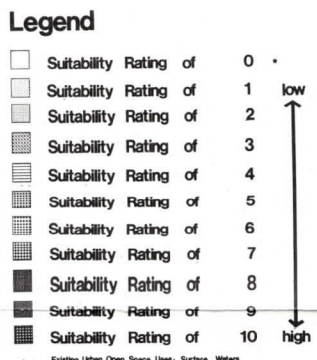 Legend
Suitability Rating of 0 *
Suitability Rating of 1 low
Suitability Rating of 2
Suitability Rating of 3
Suitability Rating of 4
Suitability Rating of 5
Suitability Rating of 6
Suitability Rating of 7
Suitability Rating of 8
Suitability Rating of 9
Suitability Rating of 10 high
Existing Urban Open Space Uses: Surface Waters